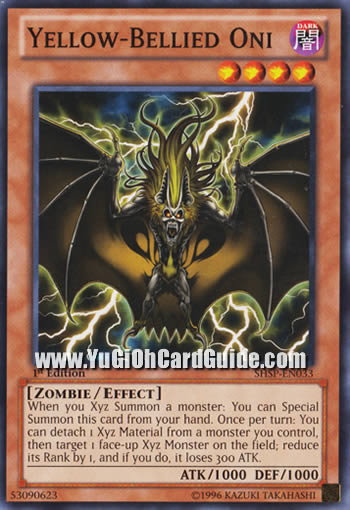 YELLOW-BELLIED ONI
DARK
闇
www.YuGiOhCardGuide.com
1st Edition
SHSP-EN033
[ZOMBIE / EFFECT]
When you Xyz Summon a monster: You can Special
Summon this card from your hand. Once per turn: You
can detach 1 Xyz Material from a monster you control,
then target 1 face-up Xyz Monster on the field; reduce
its Rank by 1, and if you do, it loses 300 ATK.
ATK/1000 DEF/1000
53090623
©1996 KAZUKI TAKAHASHI